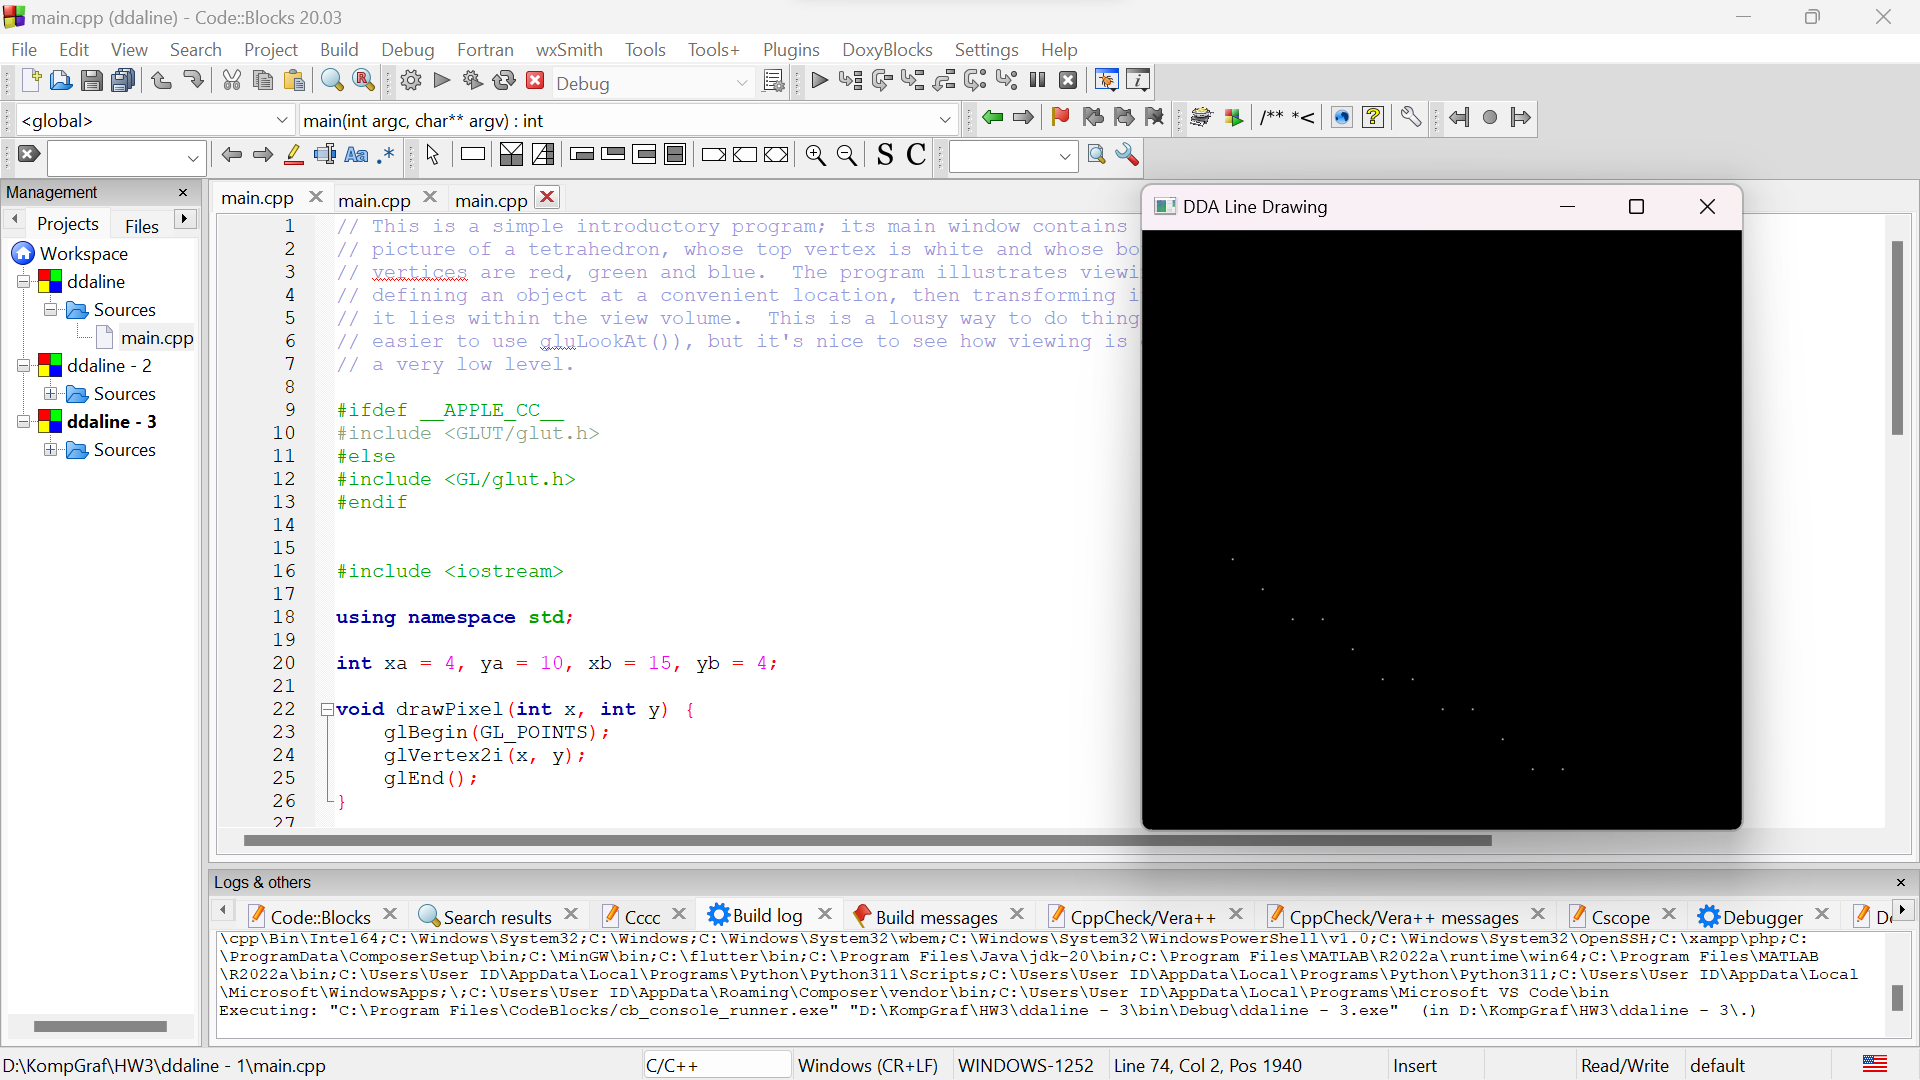 main.cpp (ddaline) - Code::Blocks 20.03
File Edit View Search Project Build Debug Fortran wxSmith Tools Tools+ Plugins DoxyBlocks Settings Help
Debug
<global> main(int argc, char** argv) : int /** *<
Aa .* S C
Management
Projects Files
Workspace
ddaline
Sources
main.cpp
ddaline - 2
Sources
ddaline - 3
Sources
main.cpp main.cpp main.cpp
1 // This is a simple introductory program; its main window contains
2 // picture of a tetrahedron, whose top vertex is white and whose bo
3 // vertices are red, green and blue.  The program illustrates viewi
4 // defining an object at a convenient location, then transforming i
5 // it lies within the view volume.  This is a lousy way to do thing
6 // easier to use gluLookAt()), but it's nice to see how viewing is
7 // a very low level.
8
9 #ifdef __APPLE_CC__
10 #include <GLUT/glut.h>
11 #else
12 #include <GL/glut.h>
13 #endif
14
15
16 #include <iostream>
17
18 using namespace std;
19
20 int xa = 4, ya = 10, xb = 15, yb = 4;
21
22 void drawPixel(int x, int y) {
23 glBegin(GL_POINTS);
24 glVertex2i(x, y);
25 glEnd();
26 }
27
DDA Line Drawing
Logs & others
Code::Blocks Search results Cccc Build log Build messages CppCheck/Vera++ CppCheck/Vera++ messages Cscope Debugger
\cpp\Bin\Intel64;C:\Windows\System32;C:\Windows;C:\Windows\System32\wbem;C:\Windows\System32\WindowsPowerShell\v1.0;C:\Windows\System32\OpenSSH;C:\xampp\php;C:
\ProgramData\ComposerSetup\bin;C:\MinGW\bin;C:\flutter\bin;C:\Program Files\Java\jdk-20\bin;C:\Program Files\MATLAB\R2022a\runtime\win64;C:\Program Files\MATLAB
\R2022a\bin;C:\Users\User ID\AppData\Local\Programs\Python\Python311\Scripts;C:\Users\User ID\AppData\Local\Programs\Python\Python311;C:\Users\User ID\AppData\Local
\Microsoft\WindowsApps;\;C:\Users\User ID\AppData\Roaming\Composer\vendor\bin;C:\Users\User ID\AppData\Local\Programs\Microsoft VS Code\bin
Executing: "C:\Program Files\CodeBlocks/cb_console_runner.exe" "D:\KompGraf\HW3\ddaline - 3\bin\Debug\ddaline - 3.exe"  (in D:\KompGraf\HW3\ddaline - 3\.)
D:\KompGraf\HW3\ddaline - 1\main.cpp C/C++ Windows (CR+LF) WINDOWS-1252 Line 74, Col 2, Pos 1940 Insert Read/Write default